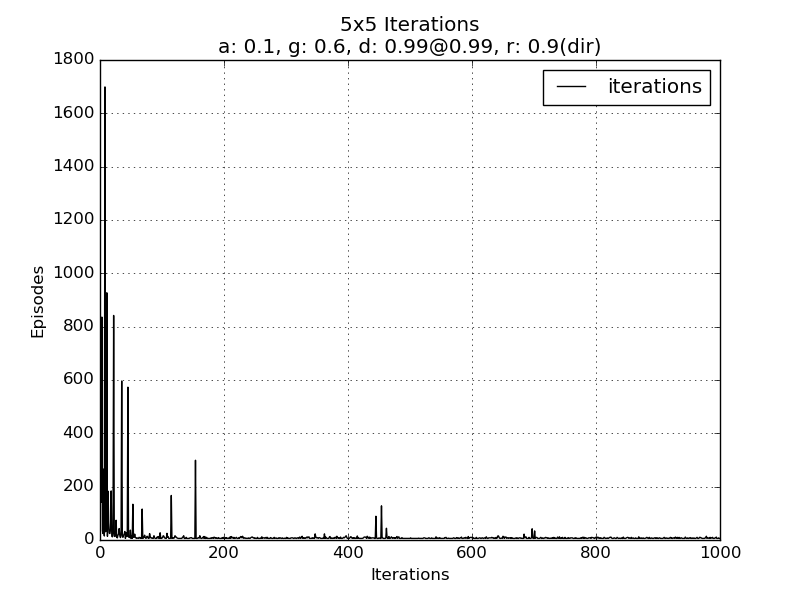 5x5 Iterations
a: 0.1, g: 0.6, d: 0.99@0.99, r: 0.9(dir)
iterations
1800
1600
1400
1200
1000
800
600
400
200
0
Episodes
0 200 400 600 800 1000
Iterations